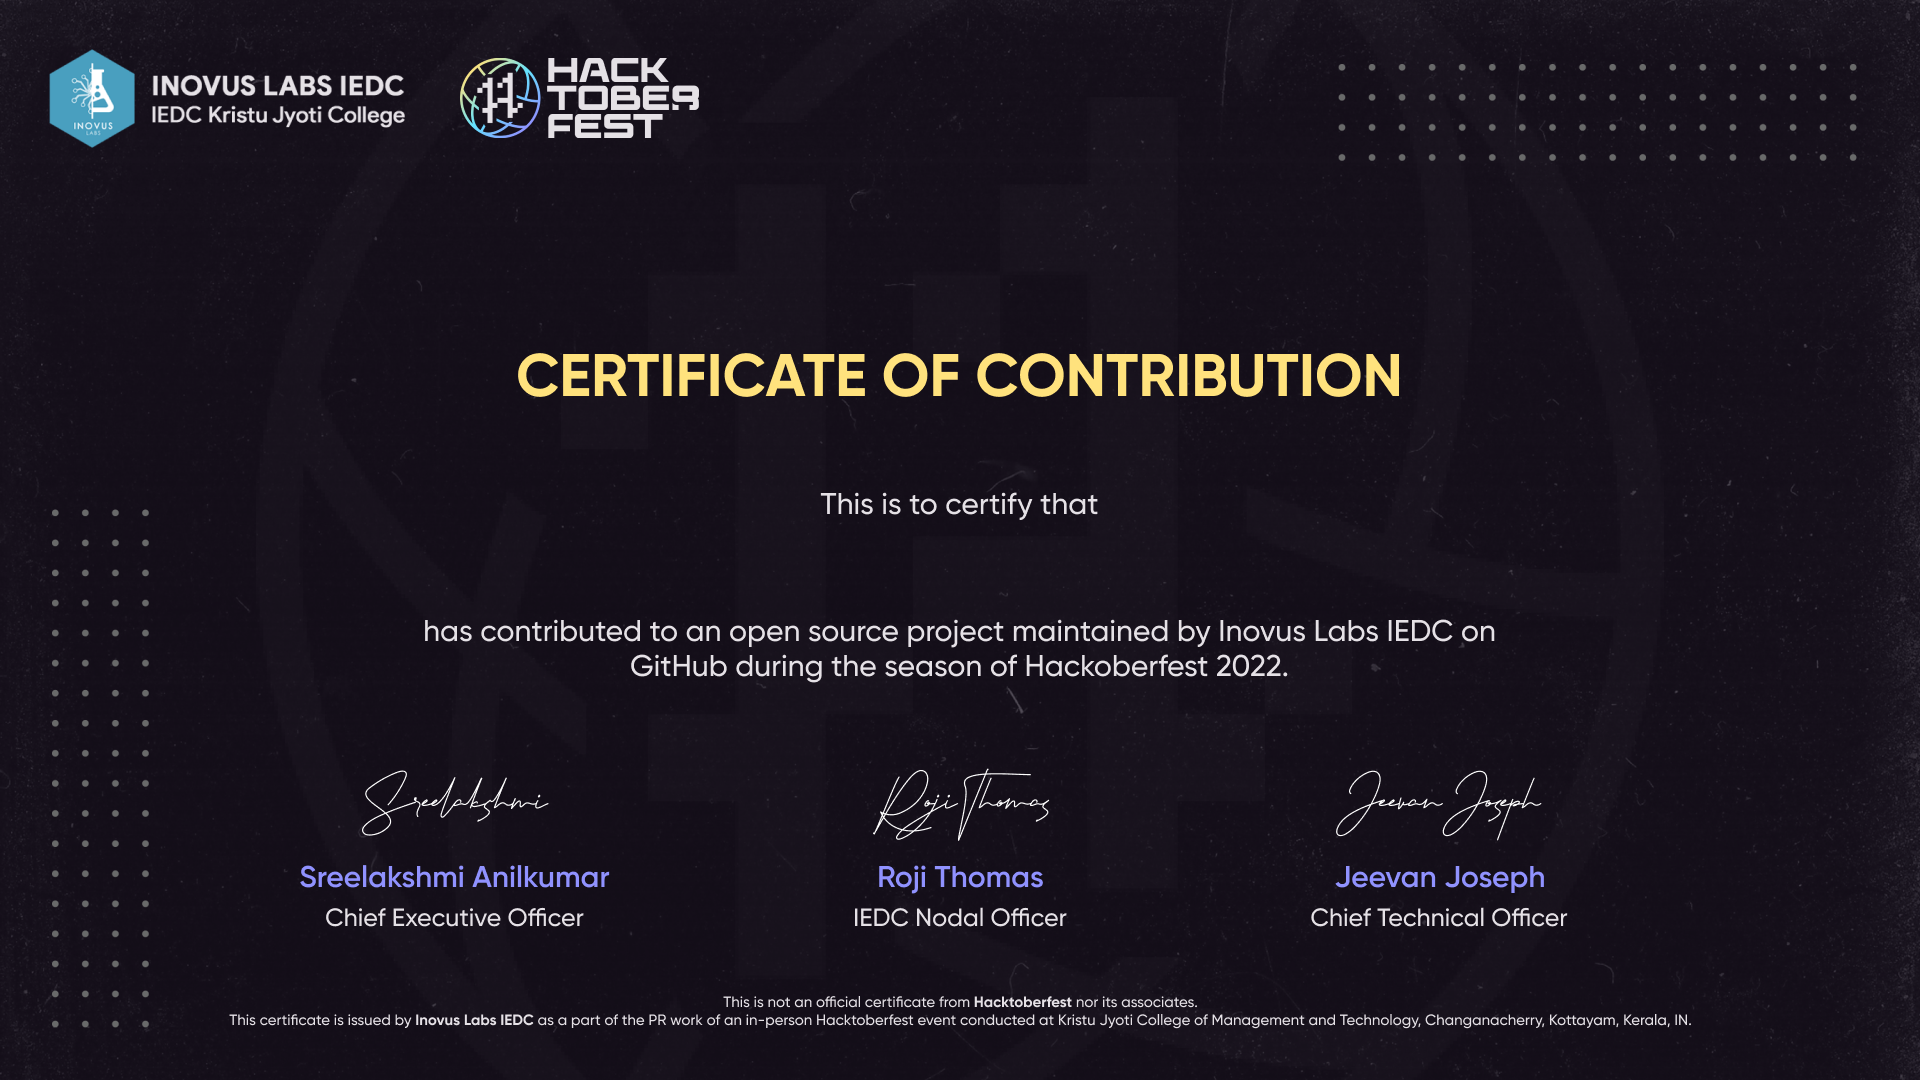 INOVUS LABS IEDC
IEDC Kristu Jyoti College
INOVUS
LABS
HACK
TOBER
FEST
CERTIFICATE OF CONTRIBUTION
This is to certify that
has contributed to an open source project maintained by Inovus Labs IEDC on
GitHub during the season of Hackoberfest 2022.
Sreelakshmi
Roji Thomas
Jeevan Joseph
Sreelakshmi Anilkumar
Roji Thomas
Jeevan Joseph
Chief Executive Officer
IEDC Nodal Officer
Chief Technical Officer
This is not an official certificate from Hacktoberfest nor its associates.
This certificate is issued by Inovus Labs IEDC as a part of the PR work of an in-person Hacktoberfest event conducted at Kristu Jyoti College of Management and Technology, Changanacherry, Kottayam, Kerala, IN.